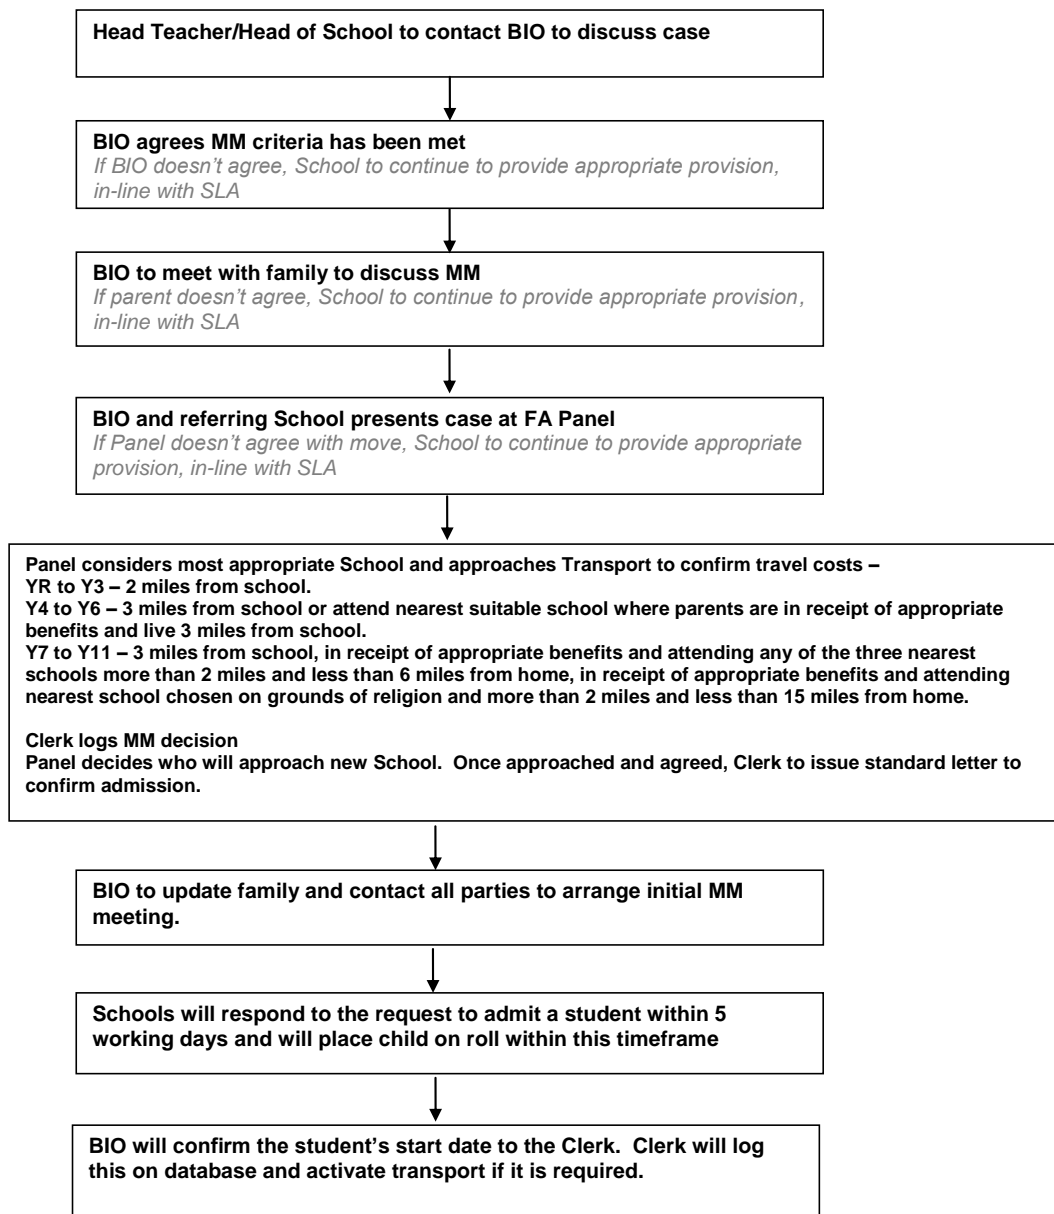 Head Teacher/Head of School to contact BIO to discuss case
BIO agrees MM criteria has been met
If BIO doesn't agree, School to continue to provide appropriate provision,
in-line with SLA
BIO to meet with family to discuss MM
If parent doesn't agree, School to continue to provide appropriate provision,
in-line with SLA
BIO and referring School presents case at FA Panel
If Panel doesn't agree with move, School to continue to provide appropriate
provision, in-line with SLA
Panel considers most appropriate School and approaches Transport to confirm travel costs –
YR to Y3 – 2 miles from school.
Y4 to Y6 – 3 miles from school or attend nearest suitable school where parents are in receipt of appropriate
benefits and live 3 miles from school.
Y7 to Y11 – 3 miles from school, in receipt of appropriate benefits and attending any of the three nearest
schools more than 2 miles and less than 6 miles from home, in receipt of appropriate benefits and attending
nearest school chosen on grounds of religion and more than 2 miles and less than 15 miles from home.
Clerk logs MM decision
Panel decides who will approach new School.  Once approached and agreed, Clerk to issue standard letter to
confirm admission.
BIO to update family and contact all parties to arrange initial MM
meeting.
Schools will respond to the request to admit a student within 5
working days and will place child on roll within this timeframe
BIO will confirm the student's start date to the Clerk.  Clerk will log
this on database and activate transport if it is required.